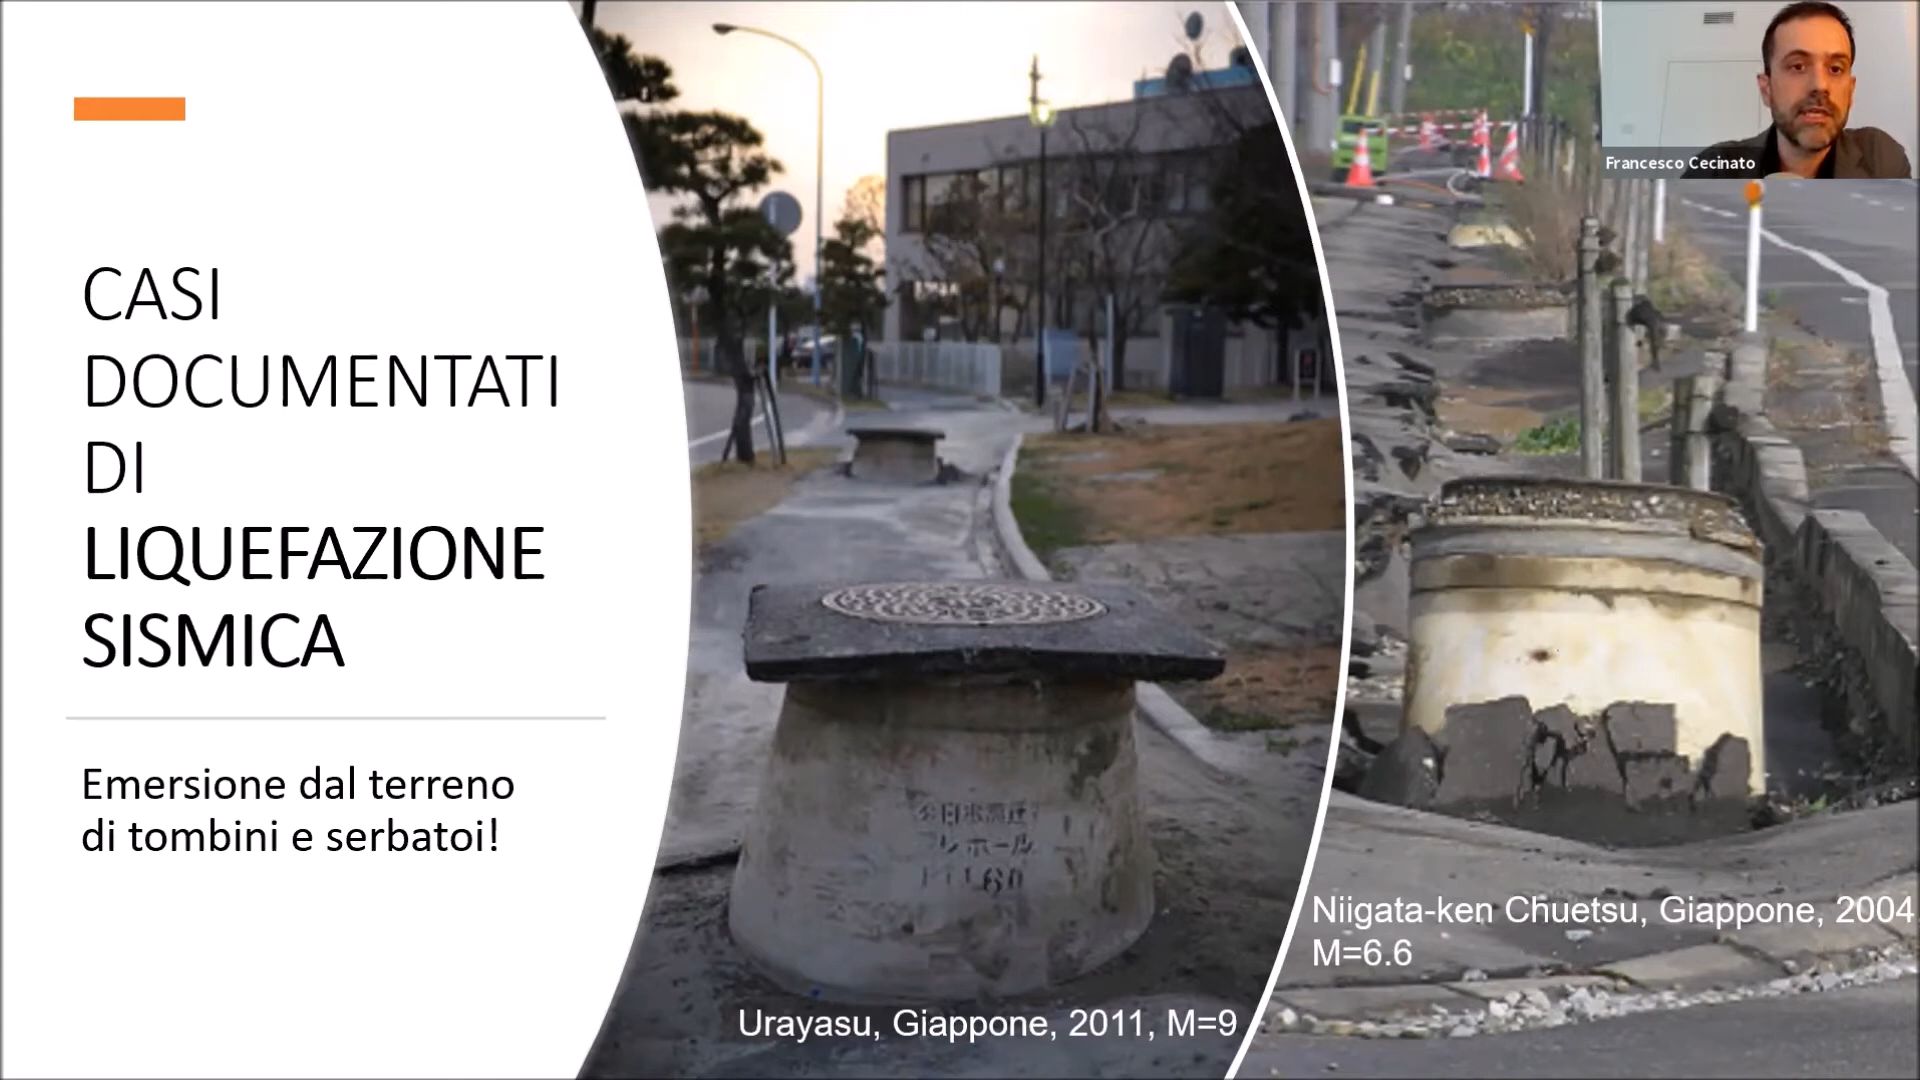 CASI
DOCUMENTATI
DI
LIQUEFAZIONE
SISMICA
Emersione dal terreno
di tombini e serbatoi!
Urayasu, Giappone, 2011, M=9
Niigata-ken Chuetsu, Giappone, 2004
M=6.6
Francesco Cecinato